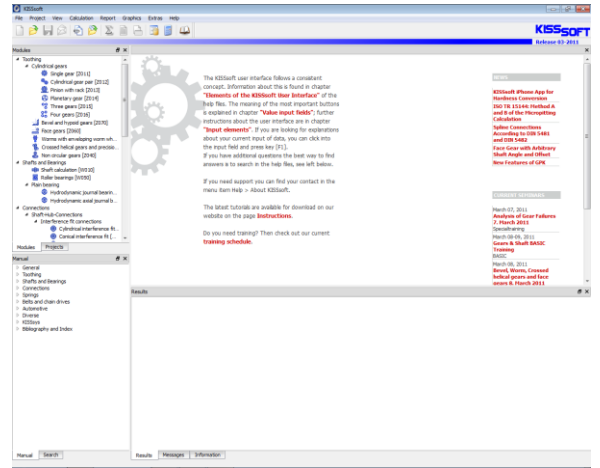 KISSsoft
File Project View Calculation Report Graphics Extras Help
KISSSOFT
Release 03-2011
Modules
Toothing
Cylindrical gears
Single gear [Z011]
Cylindrical gear pair [Z012]
Pinion with rack [Z013]
Planetary gear [Z014]
Three gears [Z015]
Four gears [Z016]
Bevel and hypoid gears [Z070]
Face gears [Z060]
Worms with enveloping worm wh...
Crossed helical gears and precisio...
Non circular gears [Z040]
Shafts and Bearings
Shaft calculation [W010]
Roller bearings [W050]
Plain bearing
Hydrodynamic journal bearin...
Hydrodynamic axial journal b...
Connections
Shaft-Hub-Connections
Interference fit connections
Cylindrical interference fit...
Conical interference fit [...
Modules Projects
Manual
General
Toothing
Shafts and Bearings
Connections
Springs
Belts and chain drives
Automotive
Diverse
KISSsys
Bibliography and Index
Manual Search
The KISSsoft user interface follows a consistent
concept. Information about this is found in chapter
"Elements of the KISSsoft User Interface" of the
help files. The meaning of the most important buttons
is explained in chapter "Value input fields"; further
instructions about the user interface are in chapter
"Input elements". If you are looking for explanations
about your current input of data, you can click into
the input field and press key [F1].
If you have additional questions the best way to find
answers is to search in the help files, see left below.
If you need support you can find your contact in the
menu item Help > About KISSsoft.
The latest tutorials are available for download on our
website on the page Instructions.
Do you need training? Then check out our current
training schedule.
NEWS
KISSsoft iPhone App for
Hardness Conversion
ISO TR 15144: Method A
and B of the Micropitting
Calculation
Spline Connections
According to DIN 5481
and DIN 5482
Face Gear with Arbitrary
Shaft Angle and Offset
New Features of GPK
CURRENT SEMINARS
March 07, 2011
Analysis of Gear Failures
7. March 2011
Specialtraining
March 08-09, 2011
Gears & Shaft BASIC
Training
BASIC
March 08, 2011
Bevel, Worm, Crossed
helical gears and face
gears 8. March 2011
Results
Results Messages Information